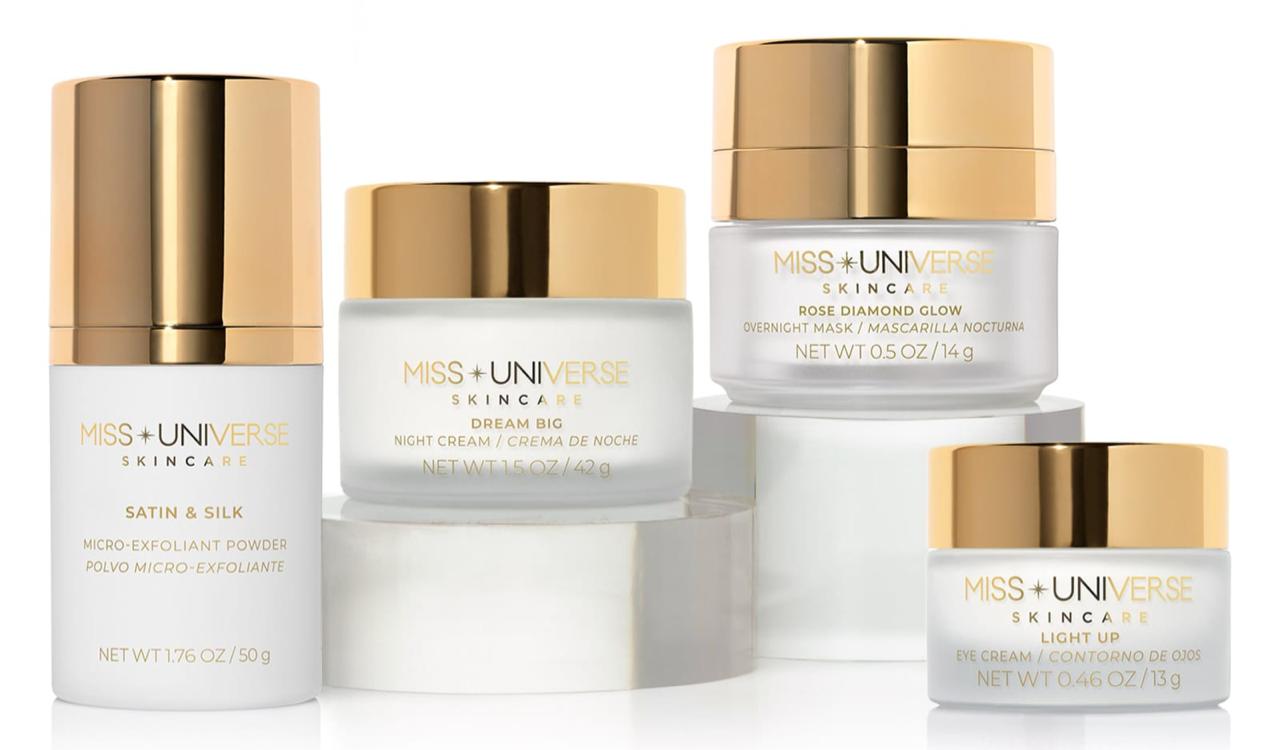 MISS UNIVERSE
SKINCARE
SATIN & SILK
MICRO-EXFOLIANT POWDER
POLVO MICRO-EXFOLIANTE
NET WT 1.76 OZ / 50 g
MISS UNIVERSE
SKINCARE
DREAM BIG
NIGHT CREAM / CREMA DE NOCHE
NET WT 1.5 OZ / 42 g
MISS UNIVERSE
SKINCARE
ROSE DIAMOND GLOW
OVERNIGHT MASK / MASCARILLA NOCTURNA
NET WT 0.5 OZ / 14 g
MISS UNIVERSE
SKINCARE
LIGHT UP
EYE CREAM / CONTORNO DE OJOS
NET WT 0.46 OZ / 13 g